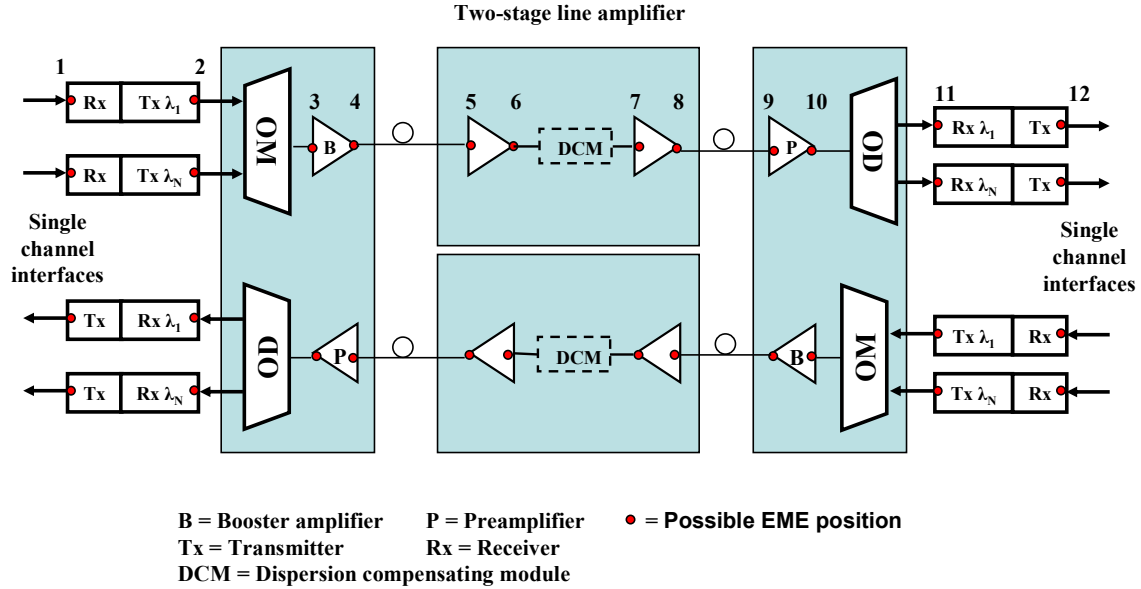 Two-stage line amplifier
1 2 3 4 5 6 7 8 9 10 11 12
Rx Tx λ1
OM
B
DCM
P
OD
Rx λ1 Tx
Rx Tx λN
Rx λN Tx
Single
channel
interfaces
Single
channel
interfaces
Tx Rx λ1
OD
P
DCM
B
OM
Tx λ1 Rx
Tx Rx λN
Tx λN Rx
B = Booster amplifier P = Preamplifier = Possible EME position
Tx = Transmitter Rx = Receiver
DCM = Dispersion compensating module